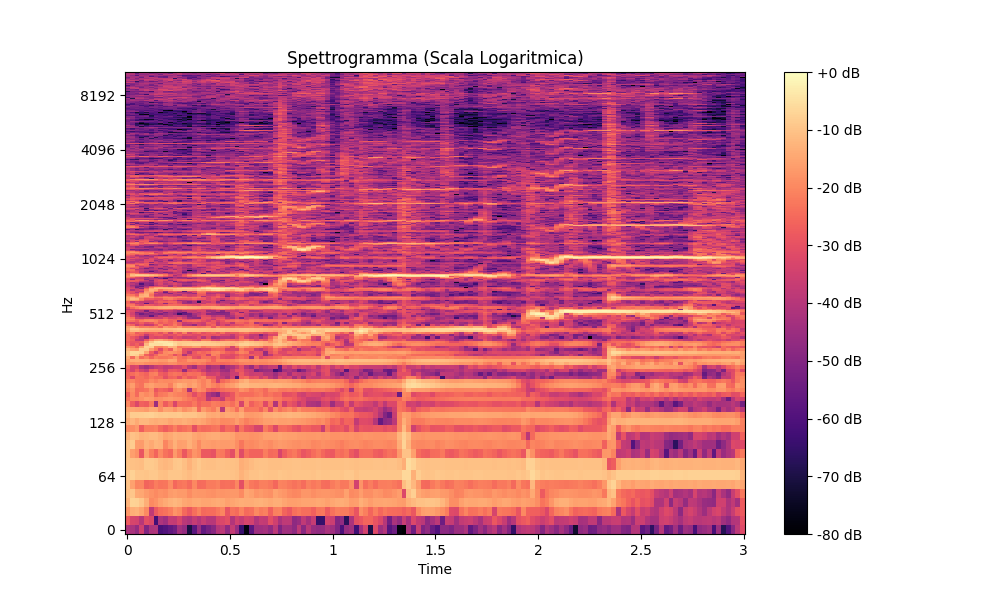 Spettrogramma (Scala Logaritmica)
8192
4096
2048
1024
512
256
128
64
0
Hz
0
0.5
1
1.5
2
2.5
3
Time
+0 dB
-10 dB
-20 dB
-30 dB
-40 dB
-50 dB
-60 dB
-70 dB
-80 dB